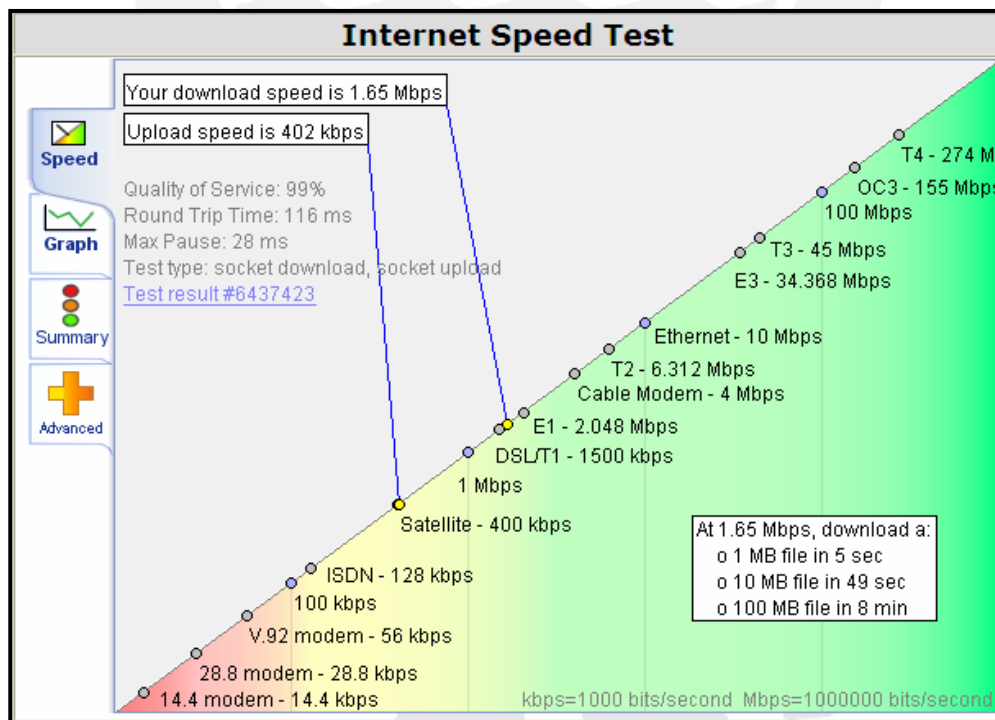 Internet Speed Test
Your download speed is 1.65 Mbps
Upload speed is 402 kbps
Speed
Quality of Service: 99%
Round Trip Time: 116 ms
Max Pause: 28 ms
Test type: socket download, socket upload
Test result #6437423
Graph
Summary
Advanced
T4 - 274 M
OC3 - 155 Mbps
100 Mbps
T3 - 45 Mbps
E3 - 34.368 Mbps
Ethernet - 10 Mbps
T2 - 6.312 Mbps
Cable Modem - 4 Mbps
E1 - 2.048 Mbps
DSL/T1 - 1500 kbps
1 Mbps
Satellite - 400 kbps
ISDN - 128 kbps
100 kbps
V.92 modem - 56 kbps
28.8 modem - 28.8 kbps
14.4 modem - 14.4 kbps
At 1.65 Mbps, download a:
o 1 MB file in 5 sec
o 10 MB file in 49 sec
o 100 MB file in 8 min
kbps=1000 bits/second Mbps=1000000 bits/second